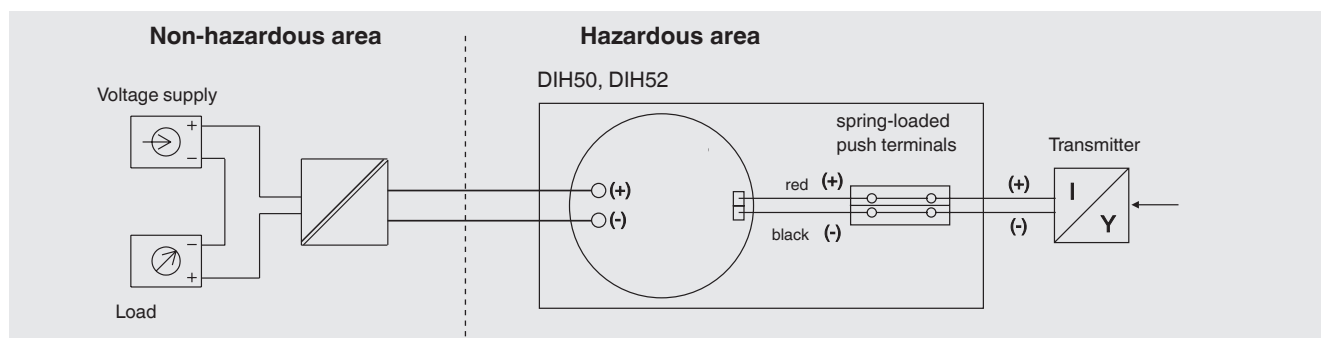 Non-hazardous area
Hazardous area
DIH50, DIH52
Voltage supply
+
−
spring-loaded
push terminals
Transmitter
(+)
(-)
red (+)
black (-)
(+)
(-)
I
Y
−
+
Load